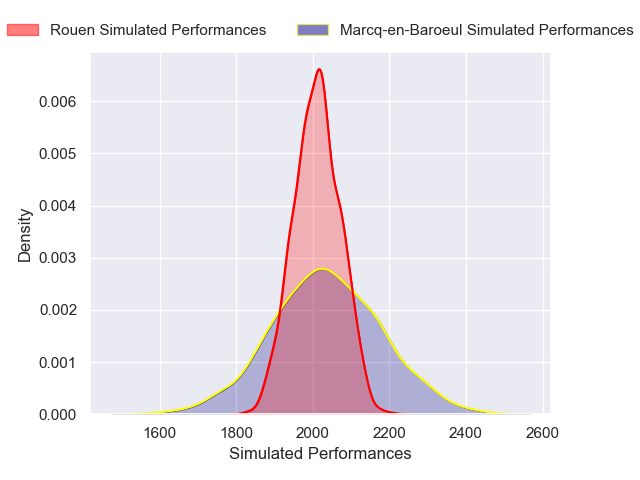 Rouen Simulated Performances Marcq-en-Baroeul Simulated Performances
0.006
0.005
0.004
0.003
0.002
0.001
0.000
Density
1600 1800 2000 2200 2400 2600
Simulated Performances